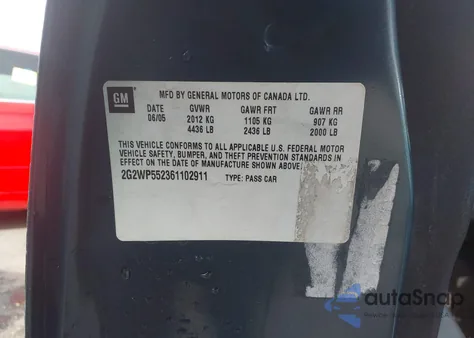 GM
MFD BY GENERAL MOTORS OF CANADA LTD.
DATE GVWR GAWR FRT GAWR RR
06/05 2012 KG 1105 KG 907 KG
4436 LB 2436 LB 2000 LB
THIS VEHICLE CONFORMS TO ALL APPLICABLE U.S. FEDERAL MOTOR
VEHICLE SAFETY, BUMPER, AND THEFT PREVENTION STANDARDS IN
EFFECT ON THE DATE OF MANUFACTURE SHOWN ABOVE.
2G2WP552361102911 TYPE: PASS CAR
autaSnap